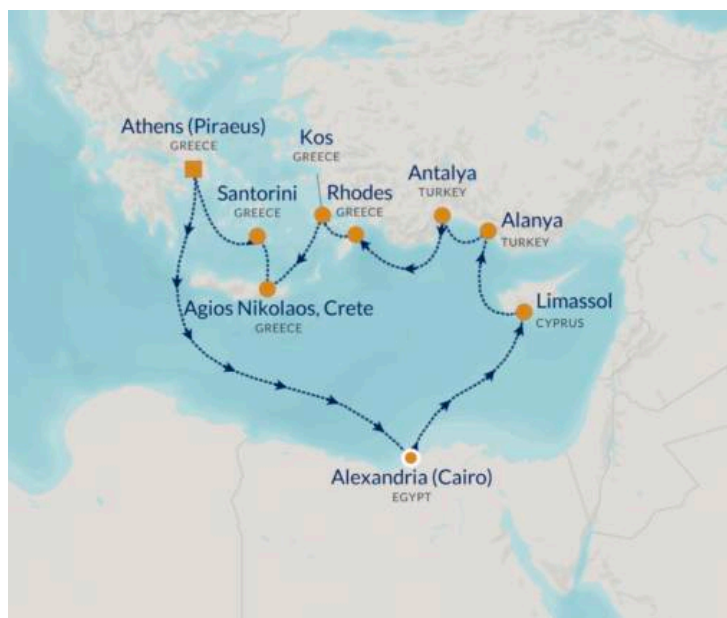 Athens (Piraeus)
GREECE
Kos
GREECE
Santorini
GREECE
Rhodes
GREECE
Antalya
TURKEY
Alanya
TURKEY
Agios Nikolaos, Crete
GREECE
Limassol
CYPRUS
Alexandria (Cairo)
EGYPT